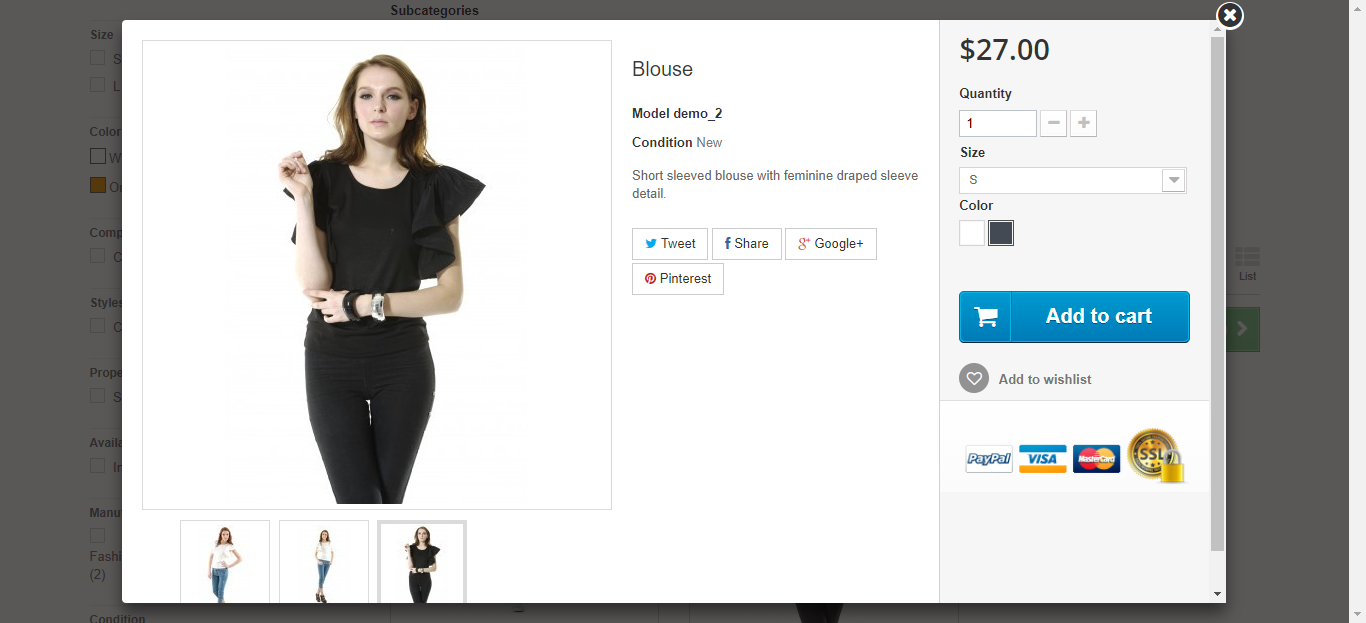 Subcategories
Size
S
L
Color
W
Or
Comp
C
Styles
C
Prope
S
Availa
In
Manu
Fashi
(2)
Condition
Blouse
Model demo_2
Condition New
Short sleeved blouse with feminine draped sleeve
detail.
Tweet
Share
Google+
Pinterest
$27.00
Quantity
1
Size
S
Color
Add to cart
Add to wishlist
PayPal
VISA
MasterCard
SSL
List